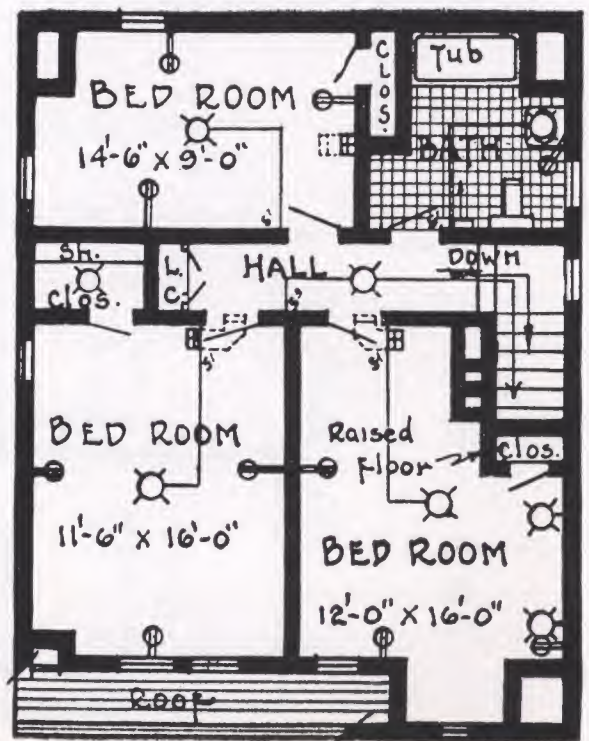 BED ROOM
14'-6" X 9'-0"
CLOS.
Tub
BATH
SH.
CLOS.
L.
C.
HALL
DOWN
BED ROOM
11'-6" X 16'-0"
Raised
Floor
CLOS.
BED ROOM
12'-0" X 16'-0"
ROOF